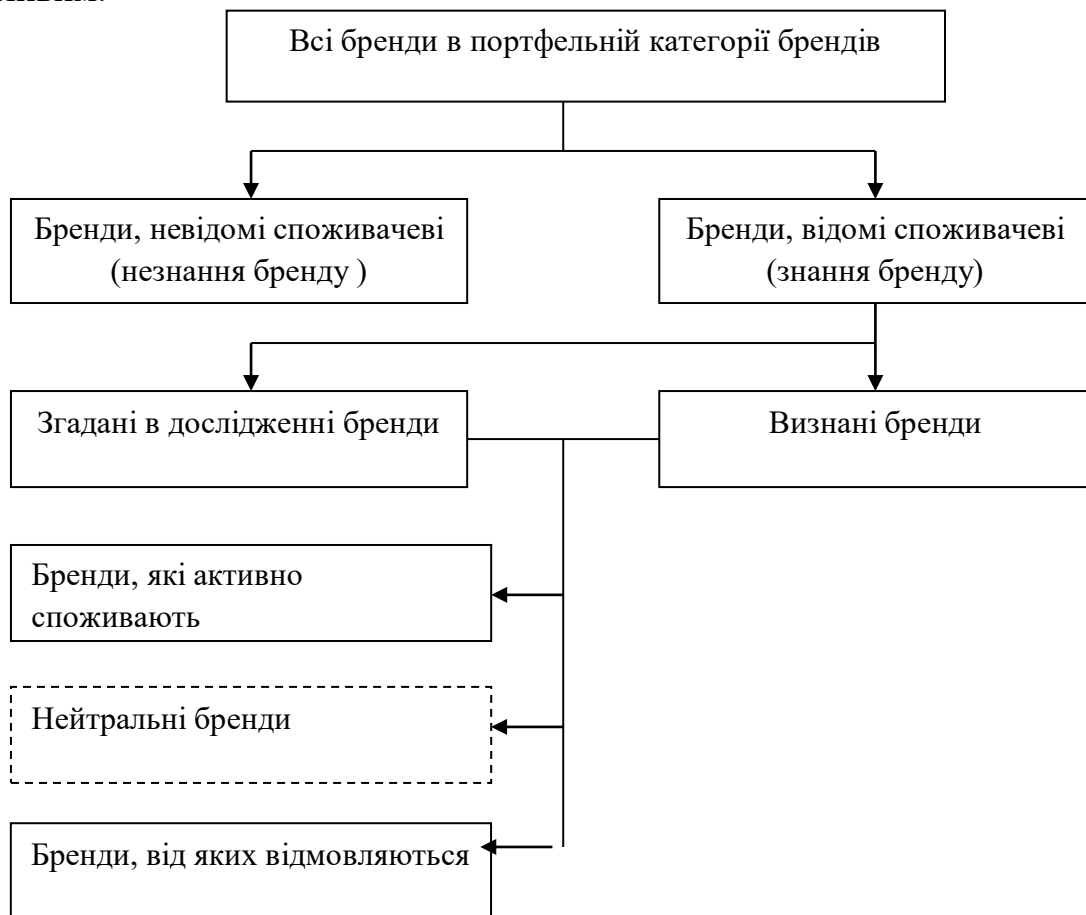 Всі бренди в портфельній категорії брендів
Бренди, невідомі споживачеві
(незнання бренду )
Бренди, відомі споживачеві
(знання бренду)
Згадані в дослідженні бренди
Визнані бренди
Бренди, які активно
споживають
Нейтральні бренди
Бренди, від яких відмовляються